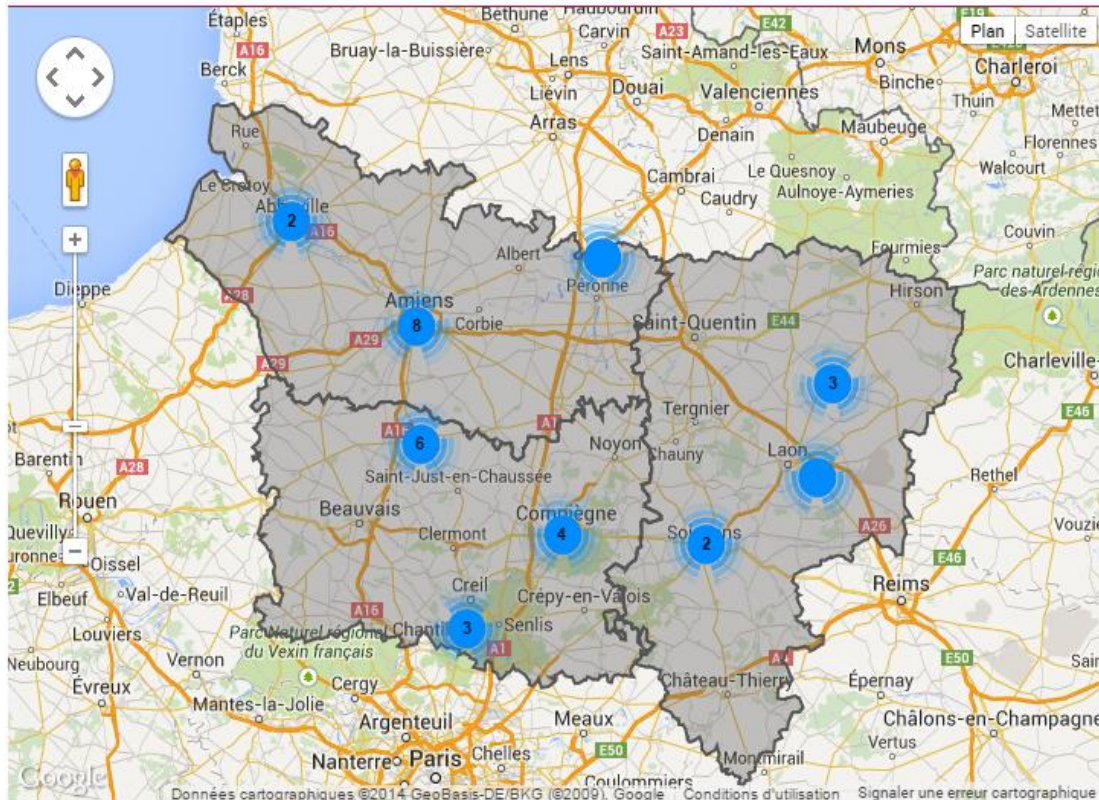 Étaples
Bethune
Haubourdin
Carvin
A23
E42
E19
Plan
Satellite
A16
Bruay-la-Buissière
Lens
Saint-Amand-les-Eaux
Mons
Charleroi
Berck
Liévin
Douai
Valenciennes
Binche
Thuin
Mettet
Arras
Denain
Maubeuge
Florennes
Rue
Le Quesnoy
Aulnoye-Aymeries
Walcourt
Cambrai
Caudry
Le Crotoy
2
A16
Couvin
Fourmies
Albert
Parc naturel régi
des Ardennes
Dieppe
Péronne
Hirson
A28
Amiens
8
Corbie
Saint-Quentin
E44
A29
A29
Charleville-
3
Tergnier
E46
A1
6
Noyon
Chauny
Laon
Barentin
A28
Saint-Just-en-Chaussée
Rethel
Rouen
Beauvais
Compiègne
4
Clermont
2
A26
Vouzie
Quevilly
Oissel
E46
Elbeuf
Val-de-Reuil
Creil
Crépy-en-Valois
Reims
A16
3
Senlis
Louviers
Parc Naturel régional
du Vexin français
A1
E50
Neubourg
Vernon
Cergy
Château-Thierry
Épernay
Évreux
Mantes-la-Jolie
Argenteuil
Meaux
Châlons-en-Champagne
Nanterre
Paris
Chelles
E50
Montmirail
Vertus
Coulommiers
Google
Données cartographiques ©2014 GeoBasis-DE/BKG (©2009), Google
Conditions d'utilisation
Signaler une erreur cartographique